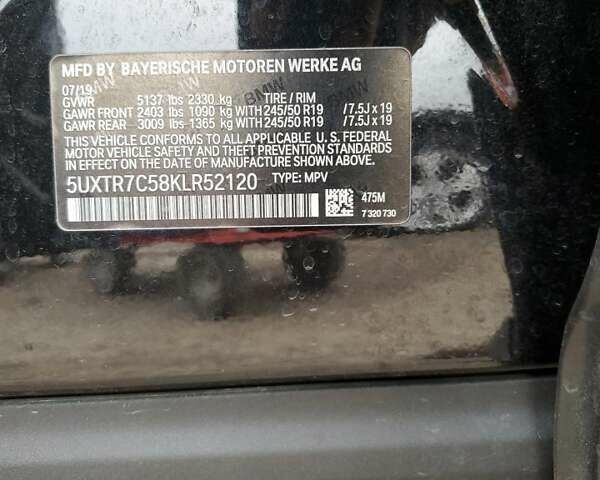 MFD BY BAYERISCHE MOTOREN WERKE AG
07/19
GVWR 5137 lbs 2330 kg TIRE / RIM
GAWR FRONT 2403 lbs 1090 kg WITH 245/50 R19 /7.5J x 19
GAWR REAR 3009 lbs 1365 kg WITH 245/50 R19 /7.5J x 19
THIS VEHICLE CONFORMS TO ALL APPLICABLE U. S. FEDERAL
MOTOR VEHICLE SAFETY, BUMPER, AND THEFT PREVENTION
STANDARDS IN EFFECT ON THE DATE OF MANUFACTURE SHOWN ABOVE.
5UXTR7C58KLR52120 TYPE: MPV
475M
7 320 730